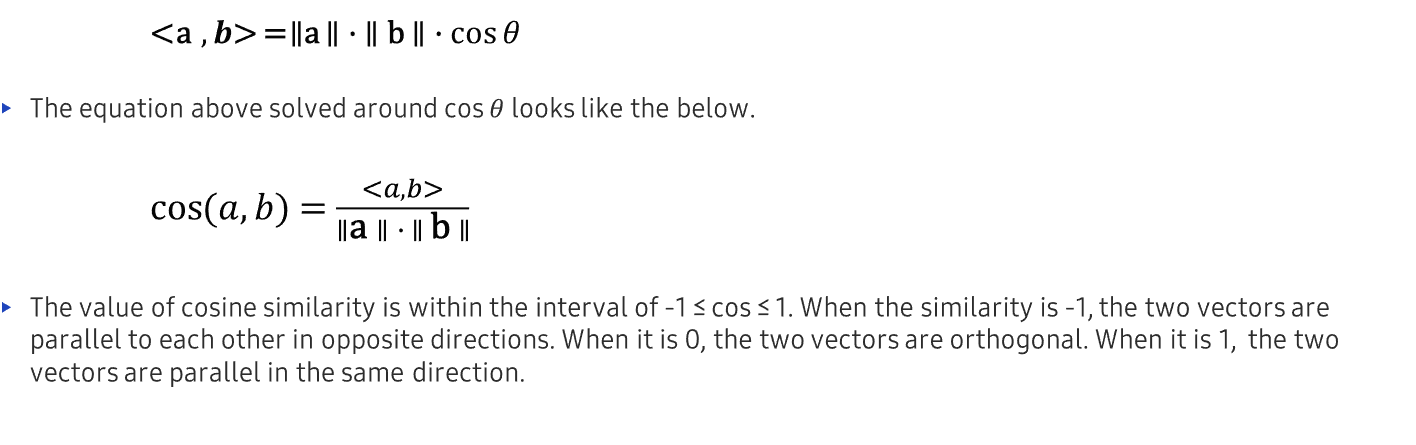 <a , b> = ‖a‖ · ‖ b ‖ · cos θ
▸ The equation above solved around cos θ looks like the below.
cos(a, b) = <a,b> / ‖a ‖ · ‖ b ‖
▸ The value of cosine similarity is within the interval of -1 ≤ cos ≤ 1. When the similarity is -1, the two vectors are
parallel to each other in opposite directions. When it is 0, the two vectors are orthogonal. When it is 1, the two
vectors are parallel in the same direction.